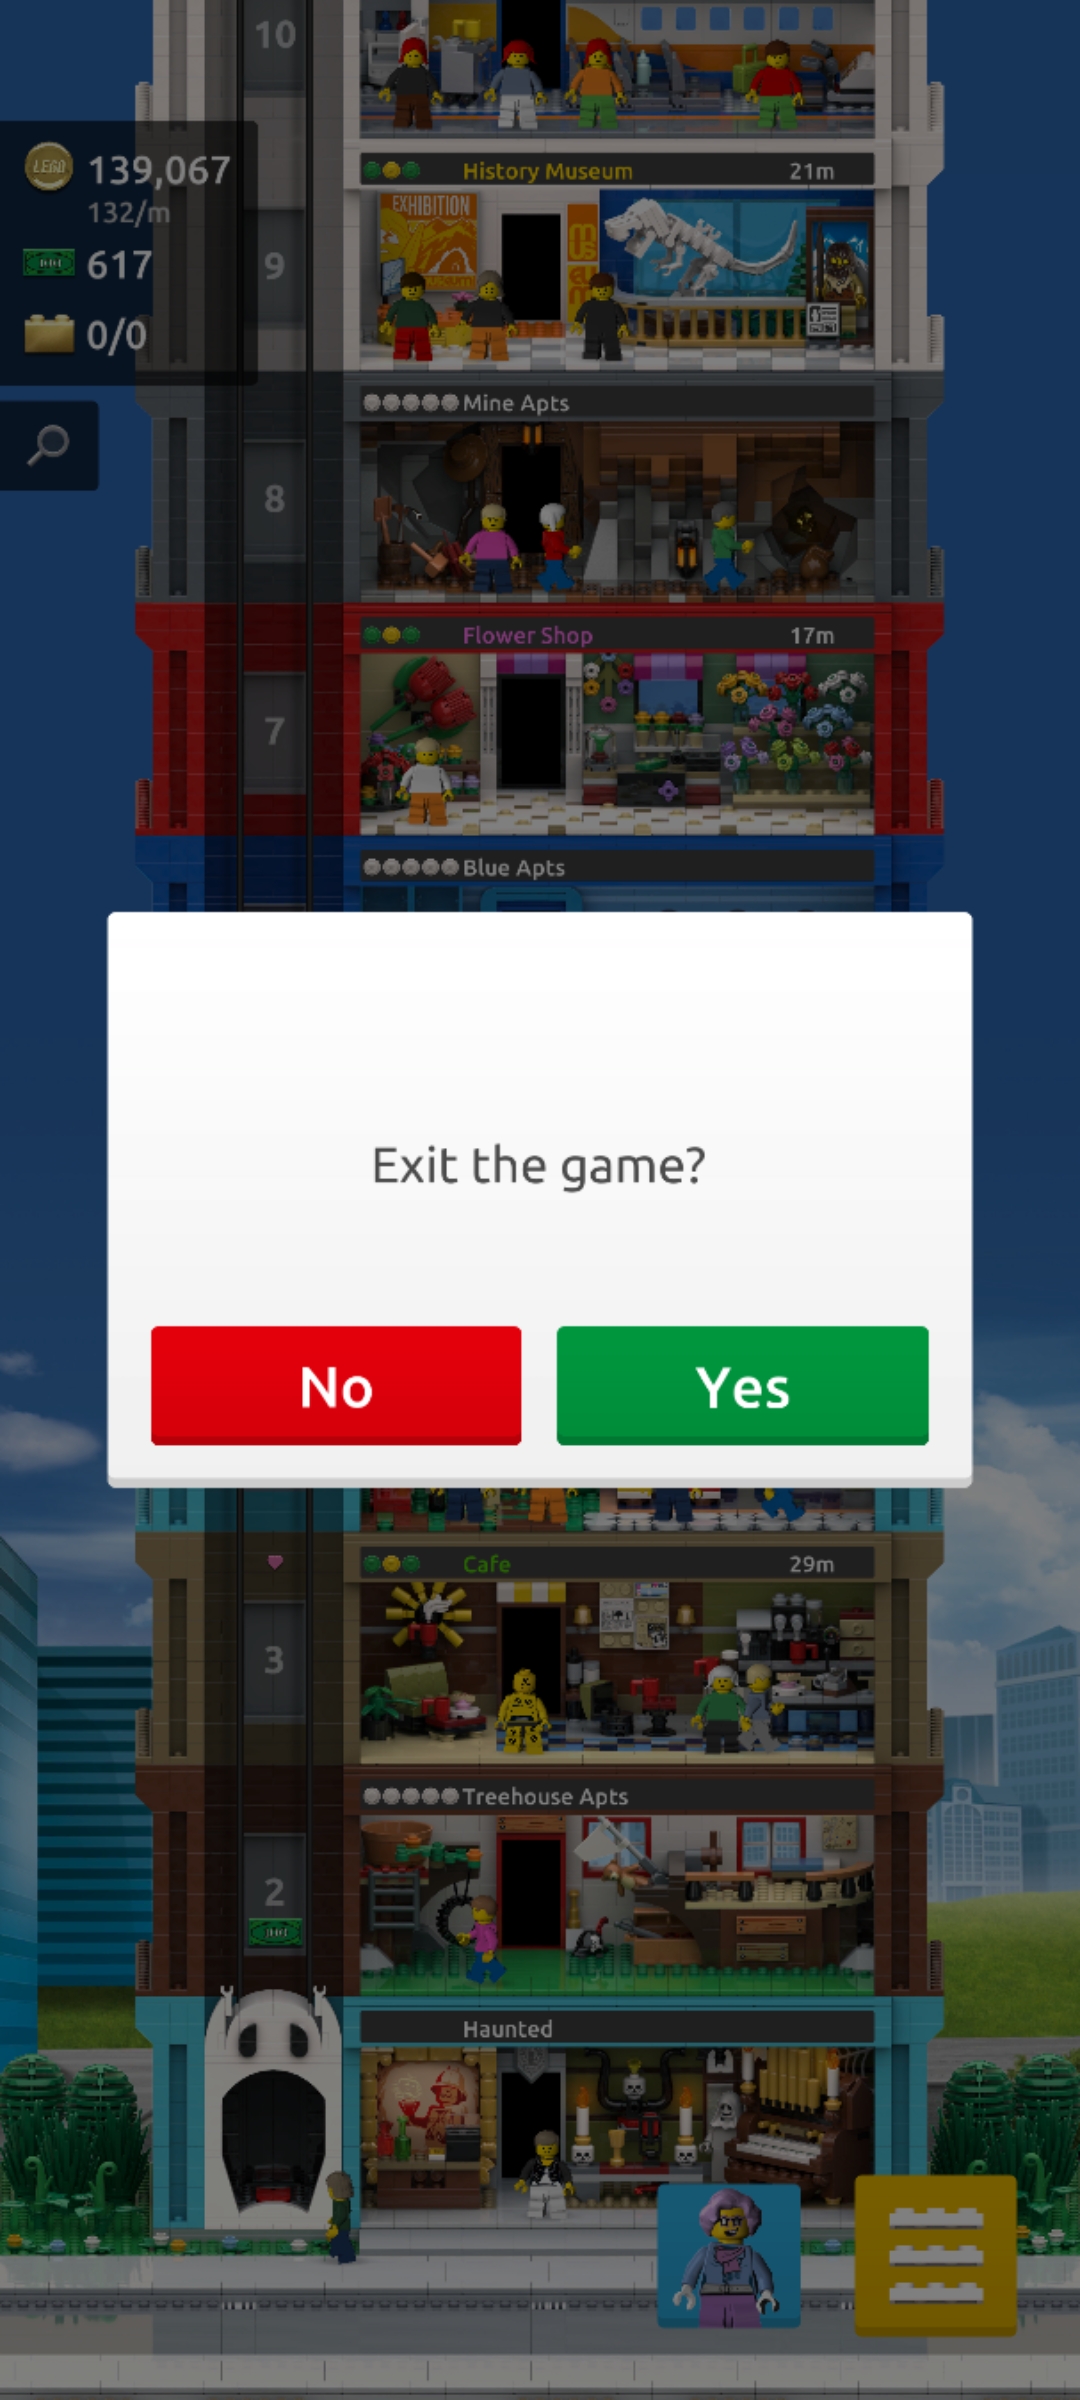 10
LEGO 139,067
132/m
617
0/0
History Museum 21m
EXHIBITION
9
Mine Apts
8
Flower Shop 17m
7
Blue Apts
Exit the game?
No
Yes
Cafe 29m
3
Treehouse Apts
2
Haunted